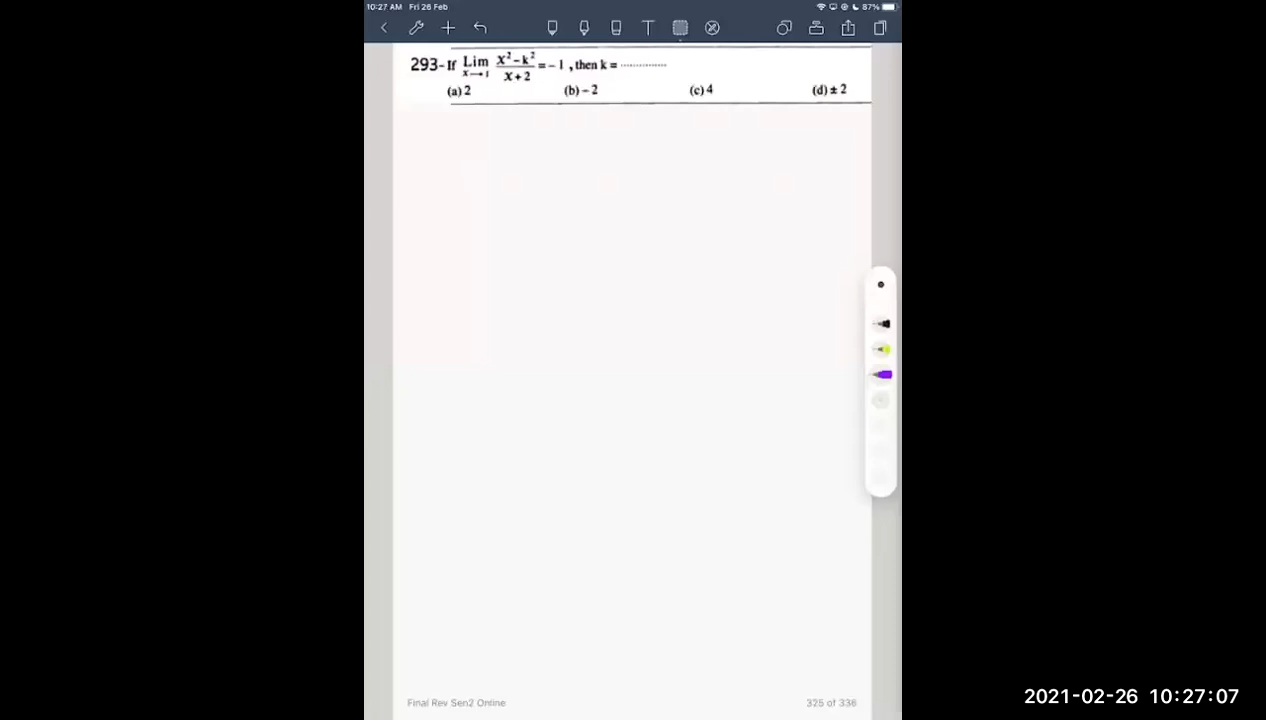 10:27 AM Fri 26 Feb 87%
293- If Lim x→1 x²-k² / x+2 = -1 , then k = ................
(a) 2 (b) - 2 (c) 4 (d) ± 2
Final Rev Sen2 Online 325 of 336
2021-02-26 10:27:07